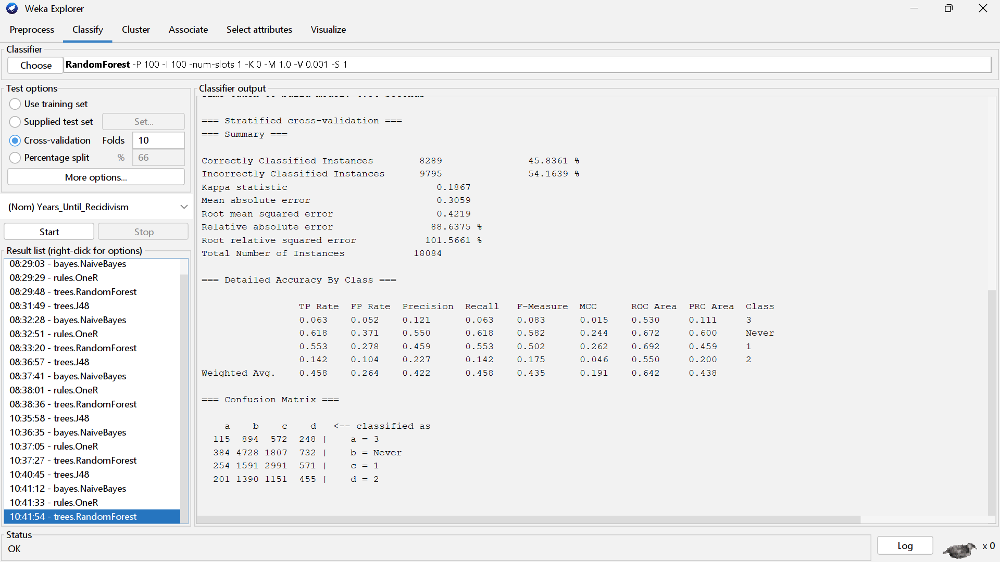 Weka Explorer
Preprocess Classify Cluster Associate Select attributes Visualize
Classifier
Choose RandomForest -P 100 -I 100 -num-slots 1 -K 0 -M 1.0 -V 0.001 -S 1
Test options
Use training set
Supplied test set Set...
Cross-validation Folds 10
Percentage split % 66
More options...
(Nom) Years_Until_Recidivism
Start Stop
Result list (right-click for options)
08:29:03 - bayes.NaiveBayes
08:29:29 - rules.OneR
08:29:48 - trees.RandomForest
08:31:49 - trees.J48
08:32:28 - bayes.NaiveBayes
08:32:51 - rules.OneR
08:33:20 - trees.RandomForest
08:36:57 - trees.J48
08:37:41 - bayes.NaiveBayes
08:38:01 - rules.OneR
08:38:36 - trees.RandomForest
10:35:58 - trees.J48
10:36:35 - bayes.NaiveBayes
10:37:05 - rules.OneR
10:37:27 - trees.RandomForest
10:40:45 - trees.J48
10:41:12 - bayes.NaiveBayes
10:41:33 - rules.OneR
10:41:54 - trees.RandomForest
Classifier output
=== Stratified cross-validation ===
=== Summary ===
Correctly Classified Instances 8289 45.8361 %
Incorrectly Classified Instances 9795 54.1639 %
Kappa statistic 0.1867
Mean absolute error 0.3059
Root mean squared error 0.4219
Relative absolute error 88.6375 %
Root relative squared error 101.5661 %
Total Number of Instances 18084
=== Detailed Accuracy By Class ===
TP Rate FP Rate Precision Recall F-Measure MCC ROC Area PRC Area Class
0.063 0.052 0.121 0.063 0.083 0.015 0.530 0.111 3
0.618 0.371 0.550 0.618 0.582 0.244 0.672 0.600 Never
0.553 0.278 0.459 0.553 0.502 0.262 0.692 0.459 1
0.142 0.104 0.227 0.142 0.175 0.046 0.550 0.200 2
Weighted Avg. 0.458 0.264 0.422 0.458 0.435 0.191 0.642 0.438
=== Confusion Matrix ===
a b c d <-- classified as
115 894 572 248 | a = 3
384 4728 1807 732 | b = Never
254 1591 2991 571 | c = 1
201 1390 1151 455 | d = 2
Status
OK
Log x 0